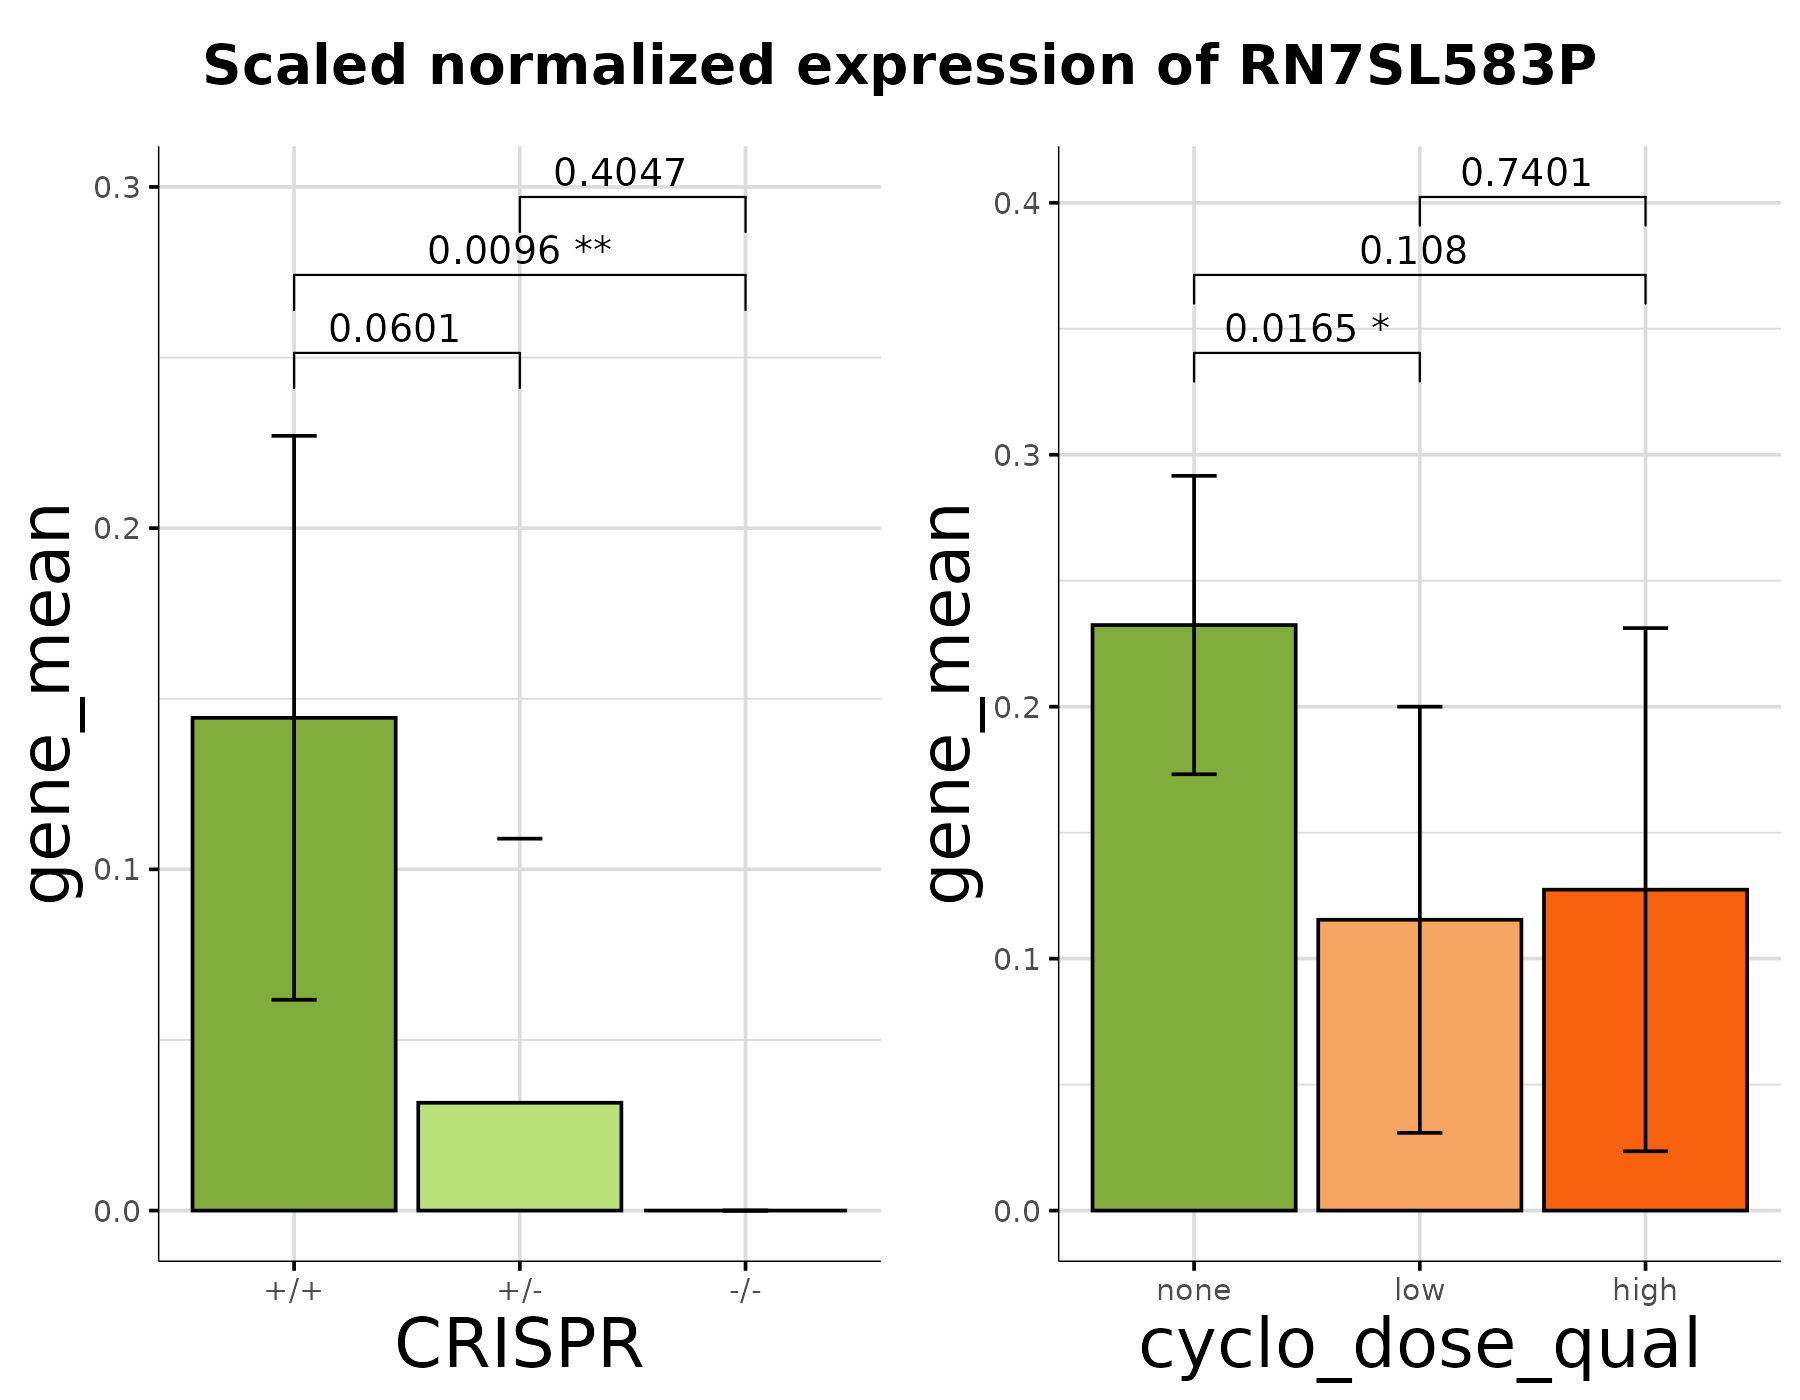 Scaled normalized expression of RN7SL583P
gene_mean
0.3
0.2
0.1
0.0
0.4047
0.0096 **
0.0601
+/+
+/-
-/-
CRISPR
gene_mean
0.4
0.3
0.2
0.1
0.0
0.7401
0.108
0.0165 *
none
low
high
cyclo_dose_qual